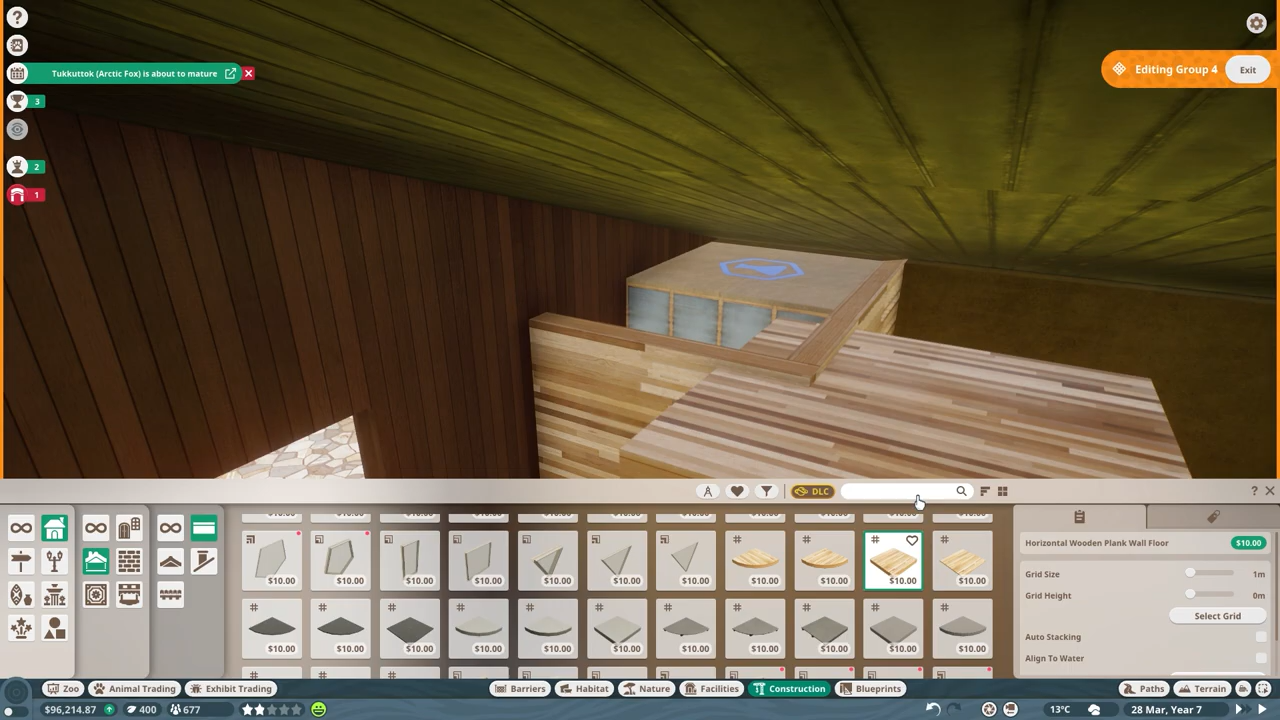 ?
Tukkuttok (Arctic Fox) is about to mature
3
2
1
Editing Group 4
Exit
DLC
?
$10.00 $10.00 $10.00 $10.00 $10.00 $10.00 $10.00 $10.00 $10.00 $10.00 $10.00
$10.00 $10.00 $10.00 $10.00 $10.00 $10.00 $10.00 $10.00 $10.00 $10.00 $10.00
Horizontal Wooden Plank Wall Floor $10.00
Grid Size 1m
Grid Height 0m
Select Grid
Auto Stacking
Align To Water
Zoo Animal Trading Exhibit Trading Barriers Habitat Nature Facilities Construction Blueprints Paths Terrain
$96,214.87 400 677 13°C 28 Mar, Year 7